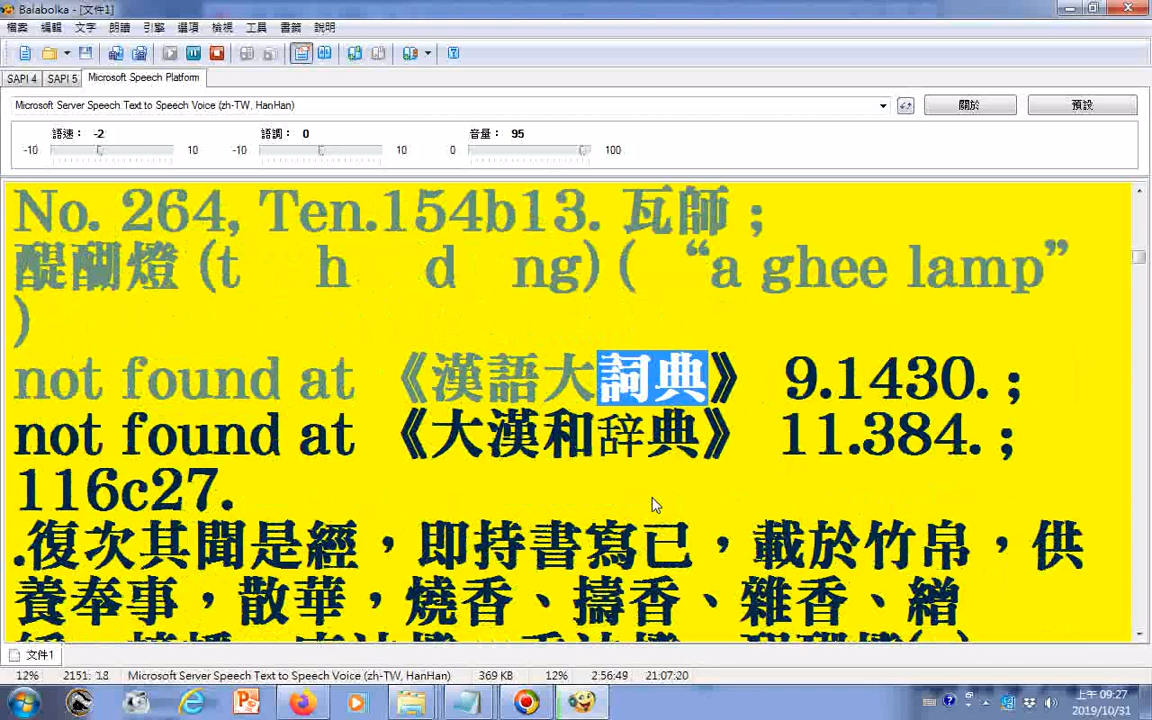 Balabolka - [文件1]
檔案 編輯 文字 朗讀 引擎 選項 檢視 工具 書籤 說明
SAPI 4 SAPI 5 Microsoft Speech Platform
Microsoft Server Speech Text to Speech Voice (zh-TW, HanHan) 關於 預設
語速： -2 語調： 0 音量： 95
-10 10 -10 10 0 100
No. 264, Ten.154b13. 瓦師 ;
醍醐燈 (t h d ng) ( “a ghee lamp”
)
not found at 《漢語大詞典》 9.1430. ;
not found at 《大漢和辞典》 11.384. ;
116c27.
.復次其聞是經，即持書寫已，載於竹帛，供
養奉事，散華，燒香、擣香、雜香、繒
文件1
12% 2151: 18 Microsoft Server Speech Text to Speech Voice (zh-TW, HanHan) 369 KB 12% 2:56:49 21:07:20
上午 09:27
2019/10/31